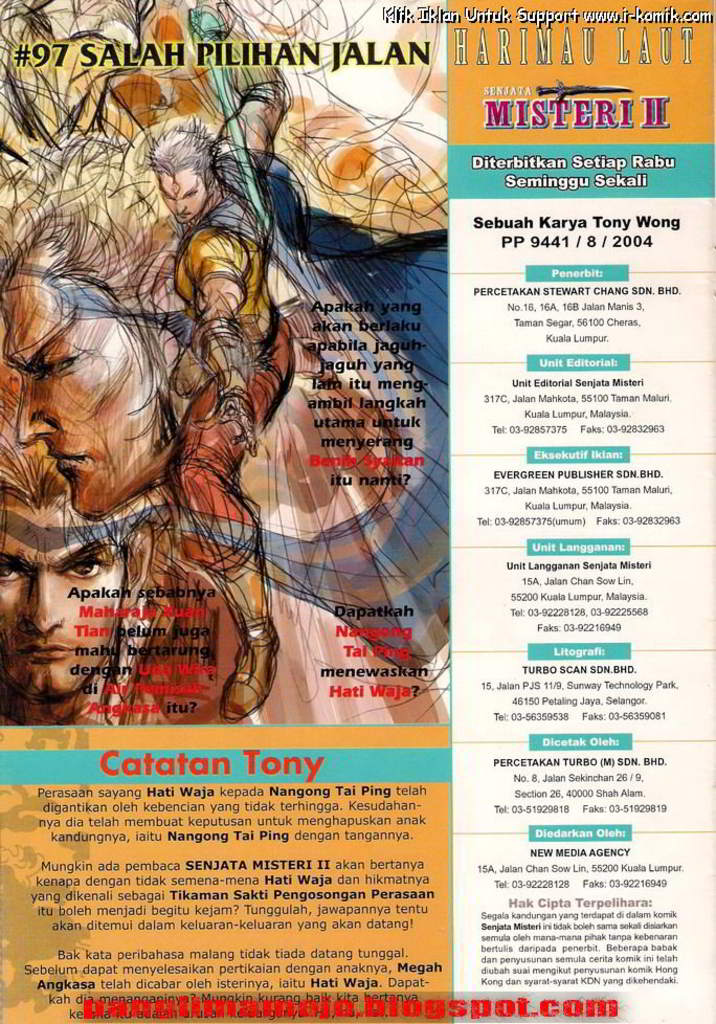 Klik Iklan Untuk Support www.i-komik.com
#97 SALAH PILIHAN JALAN
Apakah yang
akan berlaku
apabila jaguh-
jaguh yang
lain itu meng-
ambil langkah
utama untuk
menyerang
Benih Syaitan
itu nanti?
Apakah sebabnya
Maharaja Xuan
Tian belum juga
mahu bertarung
dengan Uda Wira
di Air Terjun
Angkasa itu?
Dapatkah
Nangong
Tai Ping
menewaskan
Hati Waja?
Catatan Tony
Perasaan sayang Hati Waja kepada Nangong Tai Ping telah
digantikan oleh kebencian yang tidak terhingga. Kesudahan-
nya dia telah membuat keputusan untuk menghapuskan anak
kandungnya, iaitu Nangong Tai Ping dengan tangannya.
Mungkin ada pembaca SENJATA MISTERI II akan bertanya
kenapa dengan tidak semena-mena Hati Waja dan hikmatnya
yang dikenali sebagai Tikaman Sakti Pengosongan Perasaan
itu boleh menjadi begitu kejam? Tunggulah, jawapannya tentu
akan ditemui dalam keluaran-keluaran yang akan datang!
Bak kata peribahasa malang tidak tiada datang tunggal.
Sebelum dapat menyelesaikan pertikaian dengan anaknya, Megah
Angkasa telah dicabar oleh isterinya, iaitu Hati Waja. Dapat-
kah dia menanganinya? Mungkin kurang baik kita bertanya
HARIMAU LAUT
SENJATA
MISTERI II
Diterbitkan Setiap Rabu
Seminggu Sekali
Sebuah Karya Tony Wong
PP 9441 / 8 / 2004
Penerbit:
PERCETAKAN STEWART CHANG SDN. BHD.
No.16, 16A, 16B Jalan Manis 3,
Taman Segar, 56100 Cheras,
Kuala Lumpur.
Unit Editorial:
Unit Editorial Senjata Misteri
317C, Jalan Mahkota, 55100 Taman Maluri,
Kuala Lumpur, Malaysia.
Tel: 03-92857375 Faks: 03-92832963
Eksekutif Iklan:
EVERGREEN PUBLISHER SDN.BHD.
317C, Jalan Mahkota, 55100 Taman Maluri,
Kuala Lumpur, Malaysia.
Tel: 03-92857375(umum) Faks: 03-92832963
Unit Langganan:
Unit Langganan Senjata Misteri
15A, Jalan Chan Sow Lin,
55200 Kuala Lumpur, Malaysia.
Tel: 03-92228128, 03-92225568
Faks: 03-92216949
Litografi:
TURBO SCAN SDN.BHD.
15, Jalan PJS 11/9, Sunway Technology Park,
46150 Petaling Jaya, Selangor.
Tel: 03-56359538 Faks: 03-56359081
Dicetak Oleh:
PERCETAKAN TURBO (M) SDN. BHD.
No. 8, Jalan Sekinchan 26 / 9,
Section 26, 40000 Shah Alam.
Tel: 03-51929818 Faks: 03-51929819
Diedarkan Oleh:
NEW MEDIA AGENCY
15A, Jalan Chan Sow Lin, 55200 Kuala Lumpur.
Tel: 03-92228128 Faks: 03-92216949
Hak Cipta Terpelihara:
Segala kandungan yang terdapat di dalam komik
Senjata Misteri ini tidak boleh sama sekali disiarkan
semula oleh mana-mana pihak tanpa kebenaran
bertulis daripada penerbit. Beberapa babak
dan penyusunan semula cerita komik ini telah
diubah suai mengikut penyusunan komik Hong
Kong dan syarat-syarat KDN yang dikehendaki.